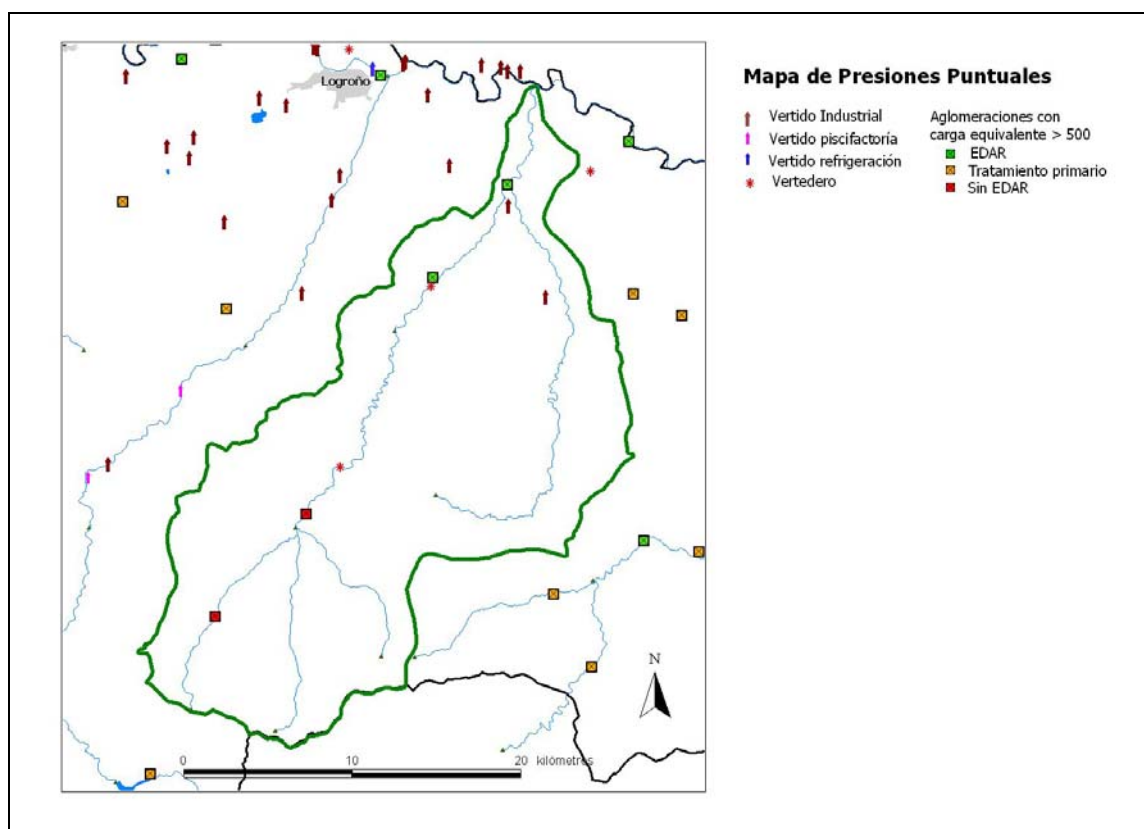 Logroño
N
0
10
20
kilómetros
Mapa de Presiones Puntuales
Vertido Industrial
Vertido piscifactoría
Vertido refrigeración
Vertedero
Aglomeraciones con
carga equivalente > 500
EDAR
Tratamiento primario
Sin EDAR